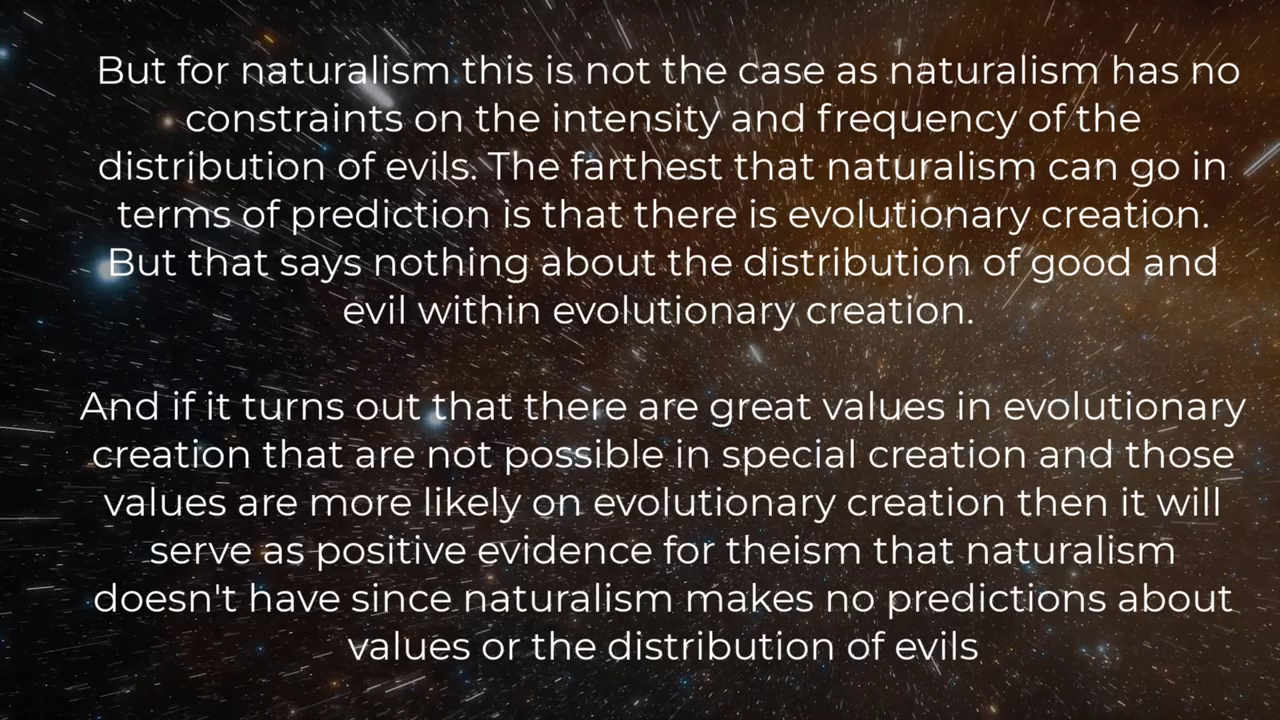 But for naturalism this is not the case as naturalism has no
constraints on the intensity and frequency of the
distribution of evils. The farthest that naturalism can go in
terms of prediction is that there is evolutionary creation.
But that says nothing about the distribution of good and
evil within evolutionary creation.
And if it turns out that there are great values in evolutionary
creation that are not possible in special creation and those
values are more likely on evolutionary creation then it will
serve as positive evidence for theism that naturalism
doesn't have since naturalism makes no predictions about
values or the distribution of evils